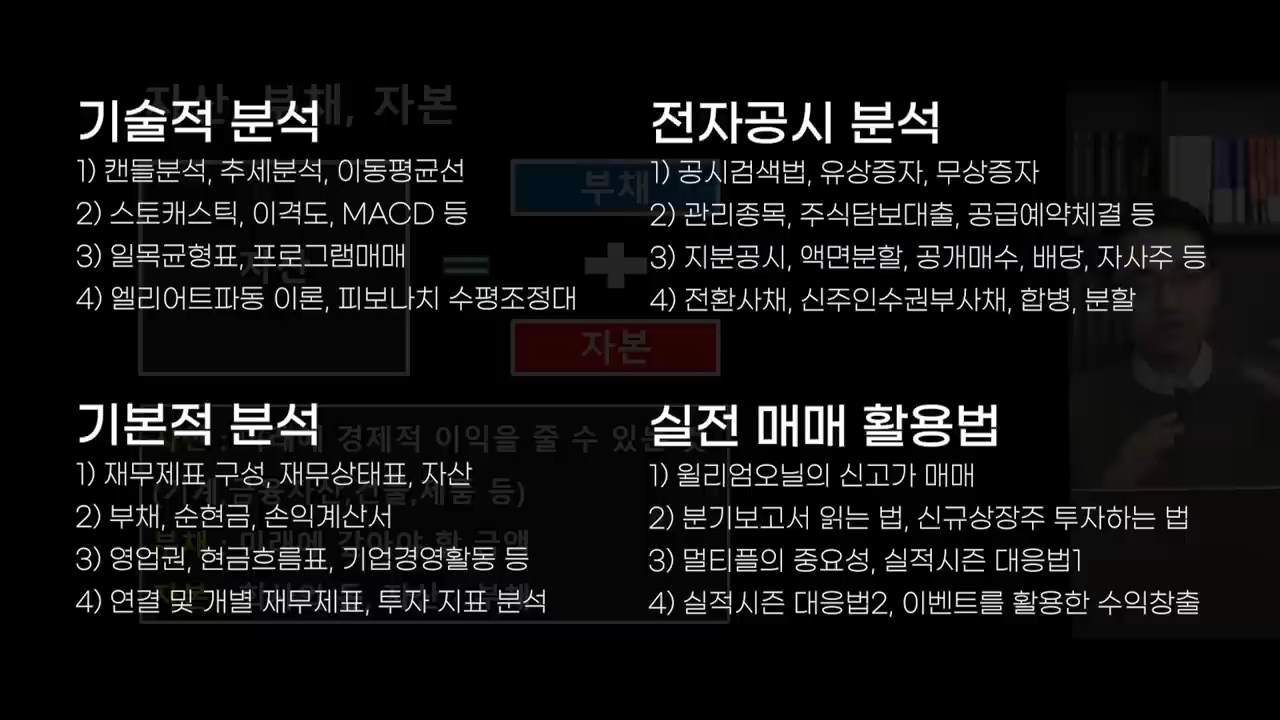 기술적 분석
1) 캔들분석, 추세분석, 이동평균선
2) 스토캐스틱, 이격도, MACD 등
3) 일목균형표, 프로그램매매
4) 엘리어트파동 이론, 피보나치 수평조정대
전자공시 분석
1) 공시검색법, 유상증자, 무상증자
2) 관리종목, 주식담보대출, 공급예약체결 등
3) 지분공시, 액면분할, 공개매수, 배당, 자사주 등
4) 전환사채, 신주인수권부사채, 합병, 분할
기본적 분석
1) 재무제표 구성, 재무상태표, 자산
2) 부채, 순현금, 손익계산서
3) 영업권, 현금흐름표, 기업경영활동 등
4) 연결 및 개별 재무제표, 투자 지표 분석
실전 매매 활용법
1) 윌리엄오닐의 신고가 매매
2) 분기보고서 읽는 법, 신규상장주 투자하는 법
3) 멀티플의 중요성, 실적시즌 대응법1
4) 실적시즌 대응법2, 이벤트를 활용한 수익창출
자산, 부채, 자본
자산
=
부채
+
자본